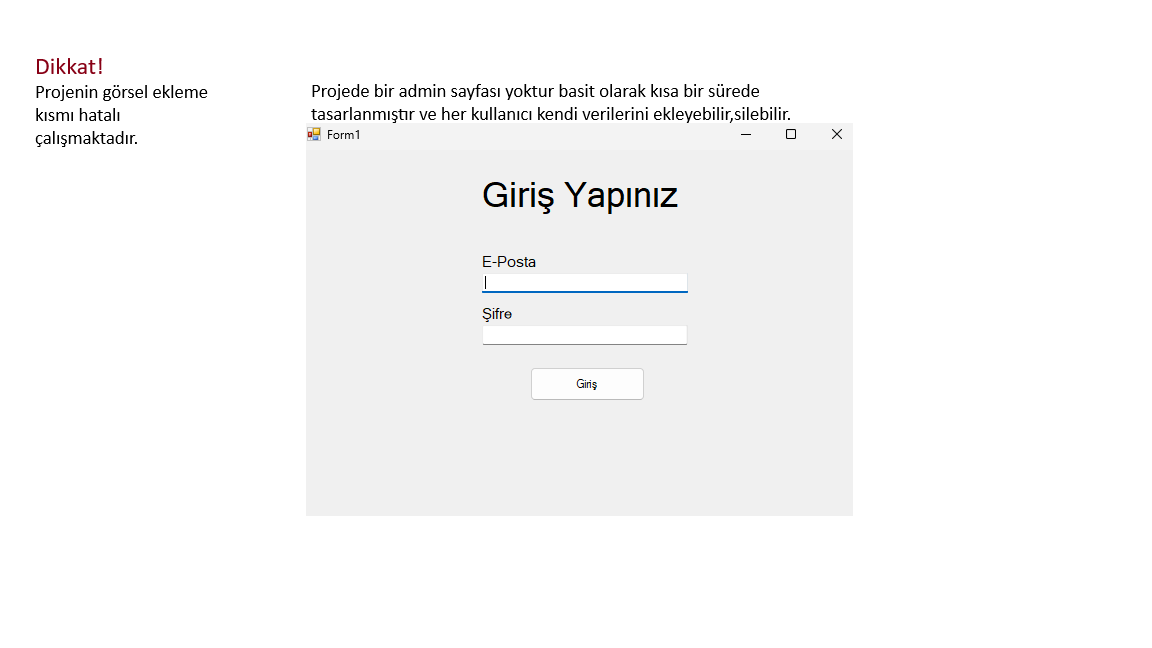 Dikkat!
Projenin görsel ekleme
kısmı hatalı
çalışmaktadır.
Projede bir admin sayfası yoktur basit olarak kısa bir sürede
tasarlanmıştır ve her kullanıcı kendi verilerini ekleyebilir,silebilir.
Form1
Giriş Yapınız
E-Posta
Şifre
Giriş